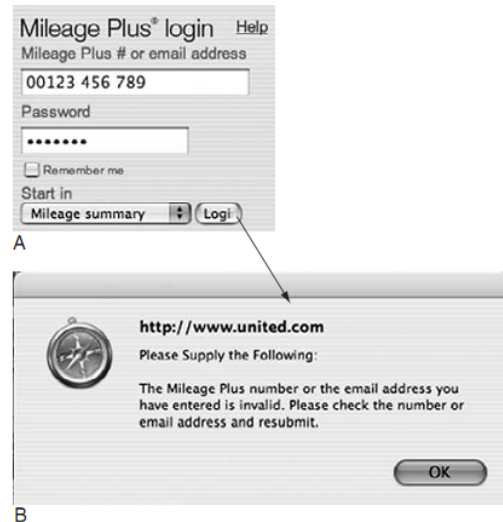 Mileage Plus® login Help
Mileage Plus # or email address
00123 456 789
Password
•••••••
Remember me
Start in
Mileage summary Logi
A
http://www.united.com
Please Supply the Following:
The Mileage Plus number or the email address you
have entered is invalid. Please check the number or
email address and resubmit.
OK
B